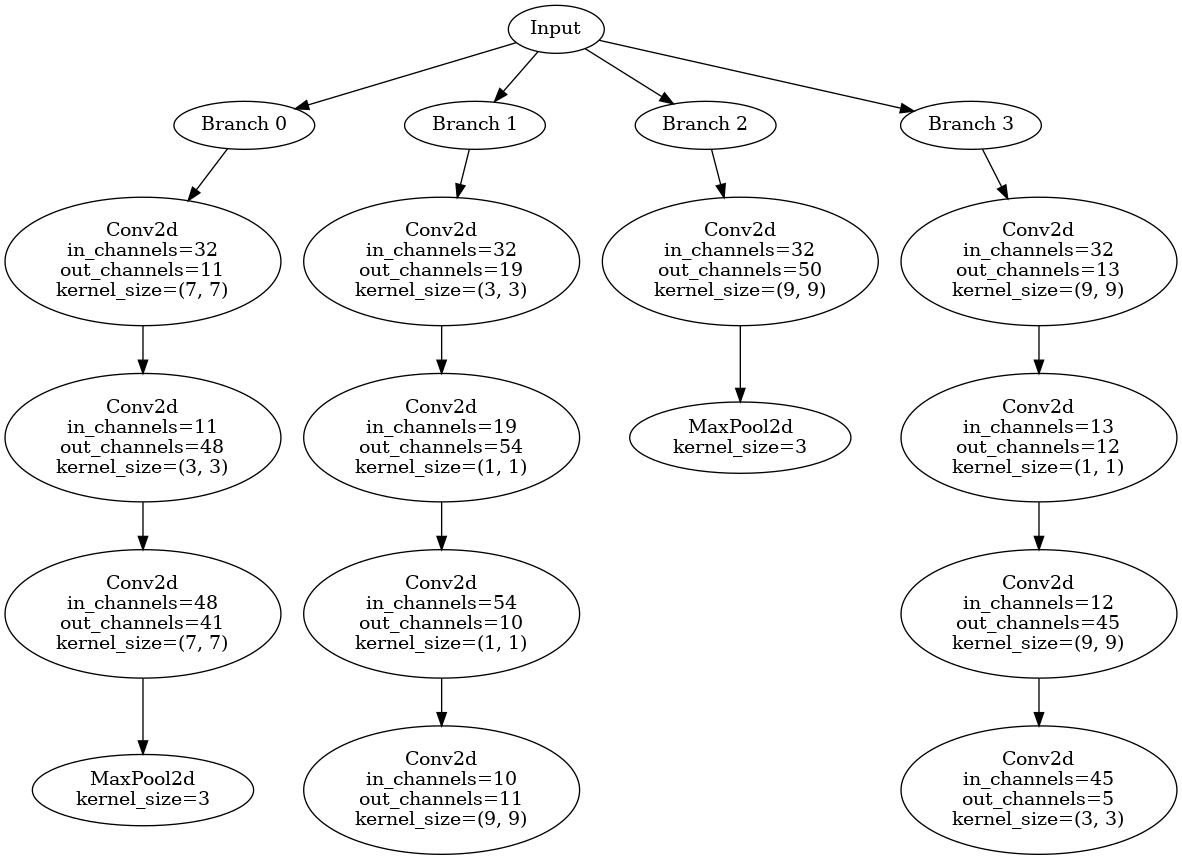 Input
Branch 0
Branch 1
Branch 2
Branch 3
Conv2d
in_channels=32
out_channels=11
kernel_size=(7, 7)
Conv2d
in_channels=32
out_channels=19
kernel_size=(3, 3)
Conv2d
in_channels=32
out_channels=50
kernel_size=(9, 9)
Conv2d
in_channels=32
out_channels=13
kernel_size=(9, 9)
Conv2d
in_channels=11
out_channels=48
kernel_size=(3, 3)
Conv2d
in_channels=19
out_channels=54
kernel_size=(1, 1)
MaxPool2d
kernel_size=3
Conv2d
in_channels=13
out_channels=12
kernel_size=(1, 1)
Conv2d
in_channels=48
out_channels=41
kernel_size=(7, 7)
Conv2d
in_channels=54
out_channels=10
kernel_size=(1, 1)
Conv2d
in_channels=12
out_channels=45
kernel_size=(9, 9)
MaxPool2d
kernel_size=3
Conv2d
in_channels=10
out_channels=11
kernel_size=(9, 9)
Conv2d
in_channels=45
out_channels=5
kernel_size=(3, 3)